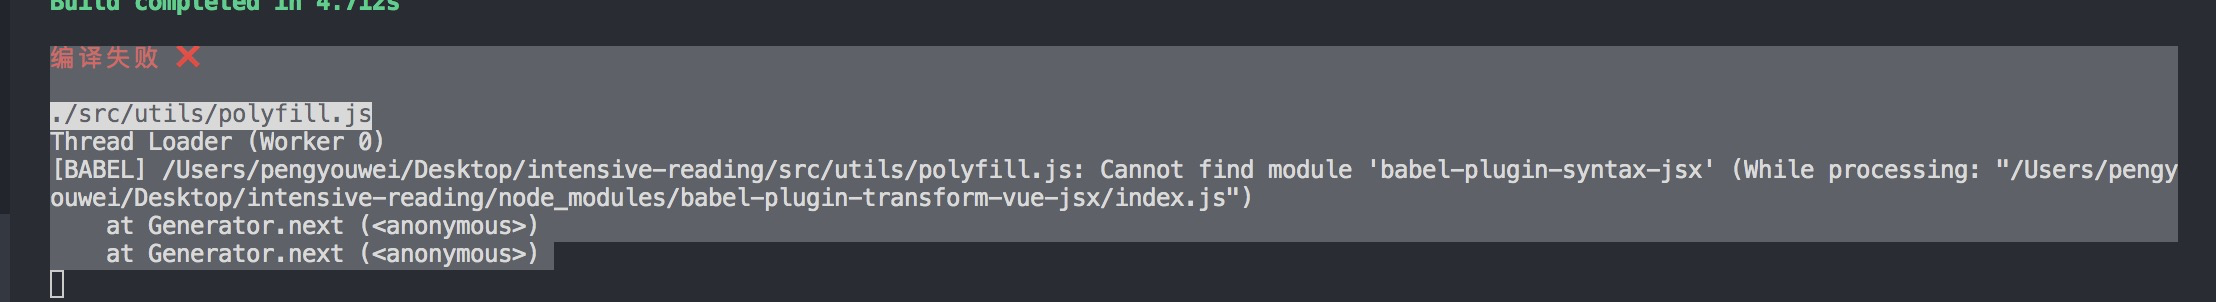 Build completed in 4.712s
编译失败 ❌
./src/utils/polyfill.js
Thread Loader (Worker 0)
[BABEL] /Users/pengyouwei/Desktop/intensive-reading/src/utils/polyfill.js: Cannot find module 'babel-plugin-syntax-jsx' (While processing: "/Users/pengy
ouwei/Desktop/intensive-reading/node_modules/babel-plugin-transform-vue-jsx/index.js")
at Generator.next (<anonymous>)
at Generator.next (<anonymous>)